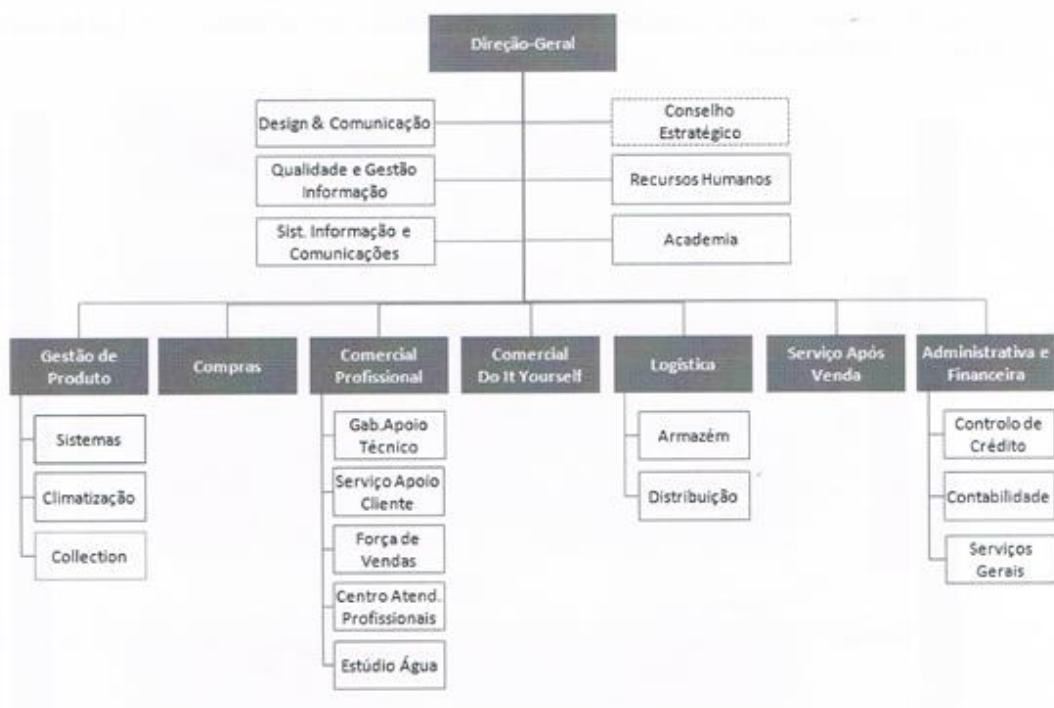 Direção-Geral
Design & Comunicação
Conselho
Estratégico
Qualidade e Gestão
Informação
Recursos Humanos
Sist. Informação e
Comunicações
Academia
Gestão de
Produto
Compras
Comercial
Profissional
Comercial
Do It Yourself
Logística
Serviço Após
Venda
Administrativa e
Financeira
Sistemas
Climatização
Collection
Gab.Apoio
Técnico
Serviço Apoio
Cliente
Força de
Vendas
Centro Atend.
Profissionais
Estúdio Água
Armazém
Distribuição
Controlo de
Crédito
Contabilidade
Serviços
Gerais